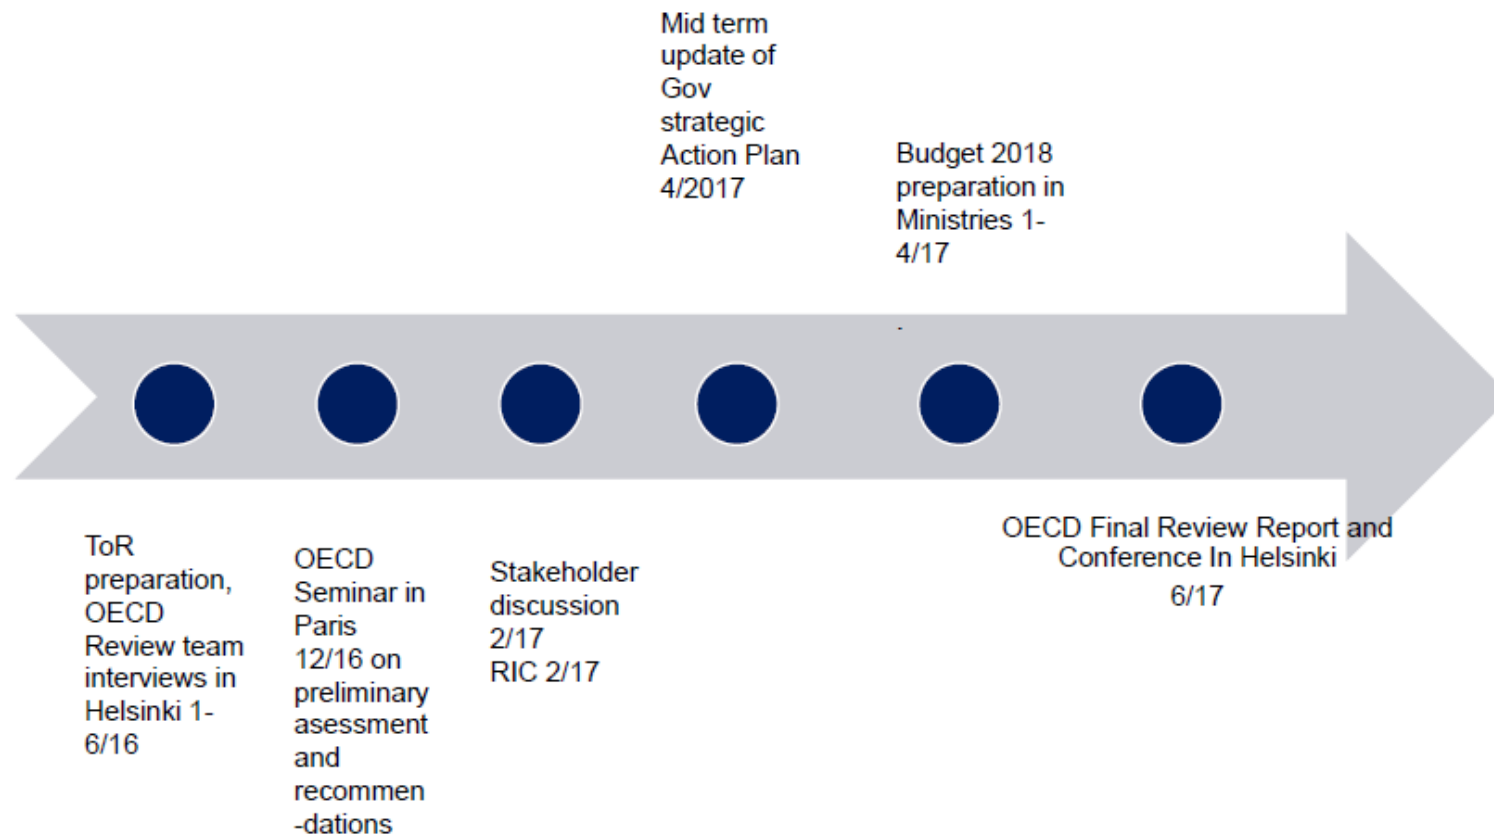 Mid term
update of
Gov
strategic
Action Plan
4/2017
Budget 2018
preparation in
Ministries 1-
4/17
.
ToR
preparation,
OECD
Review team
interviews in
Helsinki 1-
6/16
OECD
Seminar in
Paris
12/16 on
preliminary
asessment
and
recommen
-dations
Stakeholder
discussion
2/17
RIC 2/17
OECD Final Review Report and
Conference In Helsinki
6/17